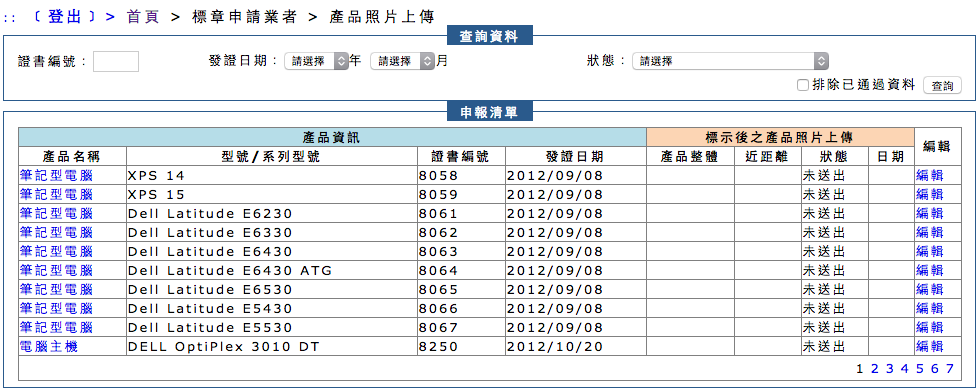 :: 〔登出〕> 首頁 > 標章申請業者 > 產品照片上傳
查詢資料
證書編號： 發證日期： 請選擇 年 請選擇 月 狀態： 請選擇
排除已通過資料 查詢
申報清單
產品資訊 標示後之產品照片上傳 編輯
產品名稱 型號/系列型號 證書編號 發證日期 產品整體 近距離 狀態 日期
筆記型電腦 XPS 14 8058 2012/09/08 未送出 編輯
筆記型電腦 XPS 15 8059 2012/09/08 未送出 編輯
筆記型電腦 Dell Latitude E6230 8061 2012/09/08 未送出 編輯
筆記型電腦 Dell Latitude E6330 8062 2012/09/08 未送出 編輯
筆記型電腦 Dell Latitude E6430 8063 2012/09/08 未送出 編輯
筆記型電腦 Dell Latitude E6430 ATG 8064 2012/09/08 未送出 編輯
筆記型電腦 Dell Latitude E6530 8065 2012/09/08 未送出 編輯
筆記型電腦 Dell Latitude E5430 8066 2012/09/08 未送出 編輯
筆記型電腦 Dell Latitude E5530 8067 2012/09/08 未送出 編輯
電腦主機 DELL OptiPlex 3010 DT 8250 2012/10/20 未送出 編輯
1 2 3 4 5 6 7